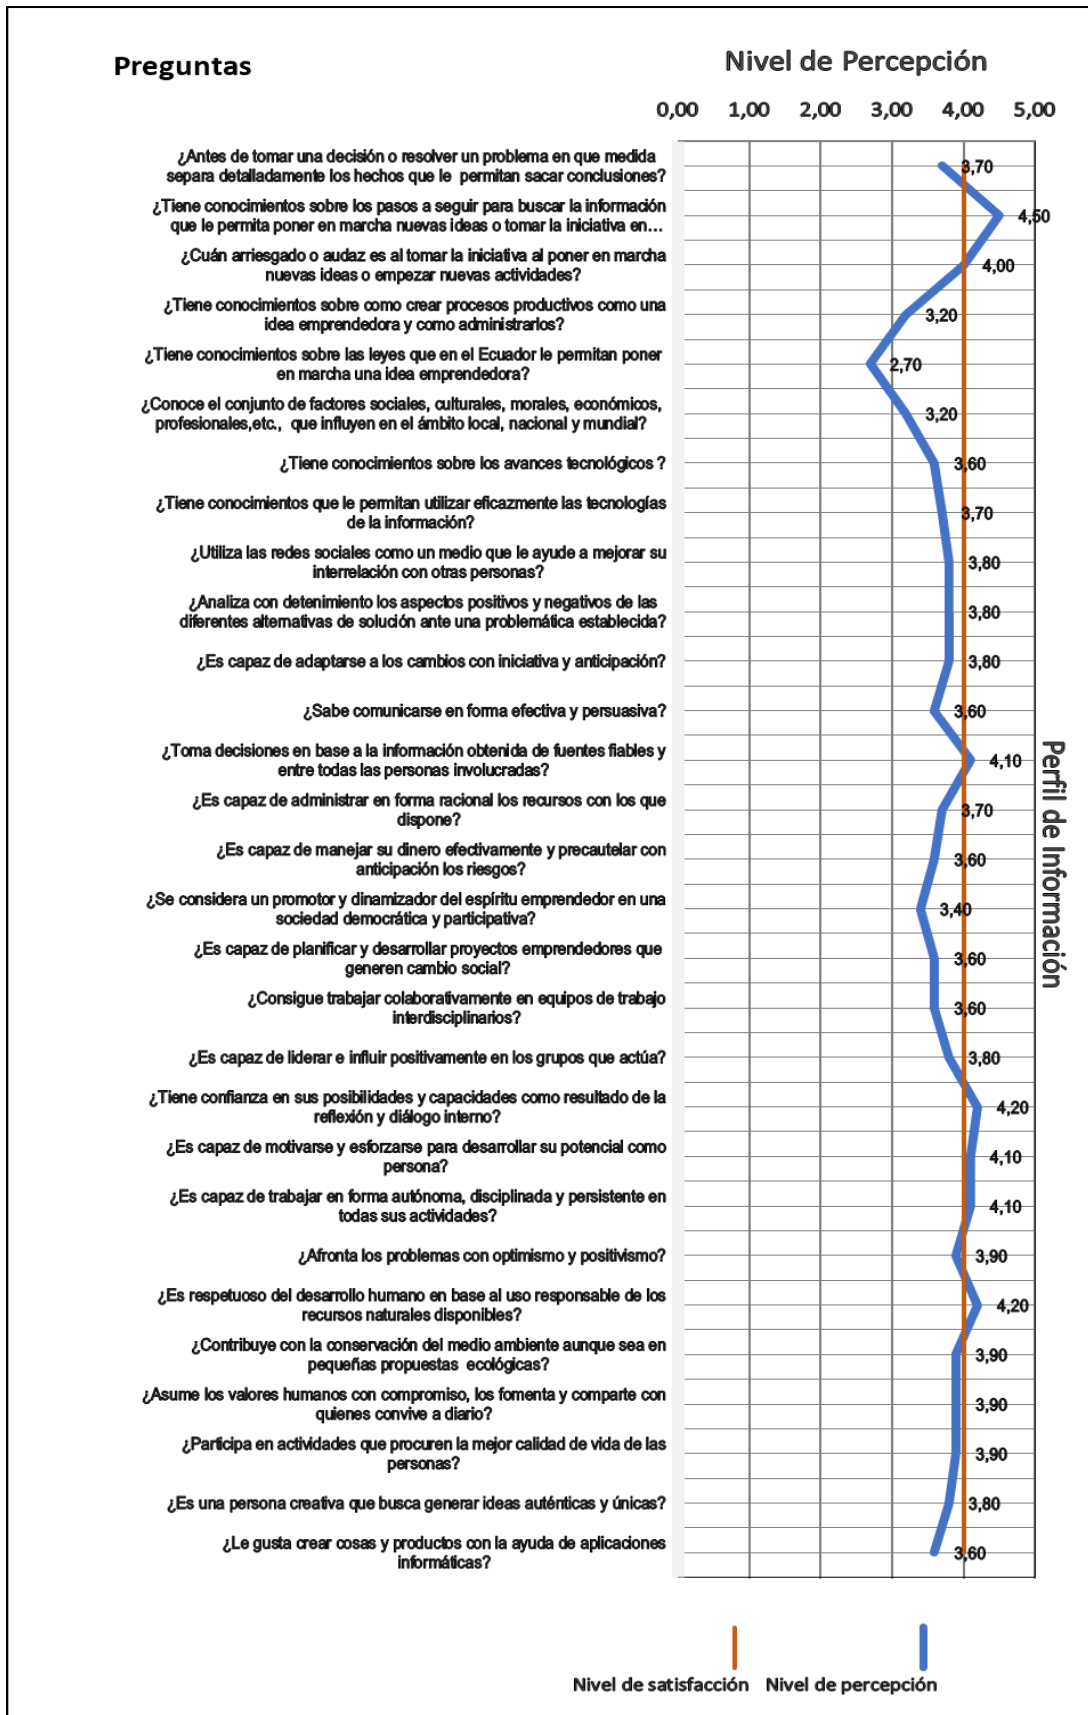 Preguntas
Nivel de Percepción
0,00 1,00 2,00 3,00 4,00 5,00
¿Antes de tomar una decisión o resolver un problema en que medida
separa detalladamente los hechos que le permitan sacar conclusiones?
3,70
¿Tiene conocimientos sobre los pasos a seguir para buscar la información
que le permita poner en marcha nuevas ideas o tomar la iniciativa en...
4,50
¿Cuán arriesgado o audaz es al tomar la iniciativa al poner en marcha
nuevas ideas o empezar nuevas actividades?
4,00
¿Tiene conocimientos sobre como crear procesos productivos como una
idea emprendedora y como administrarlos?
3,20
¿Tiene conocimientos sobre las leyes que en el Ecuador le permitan poner
en marcha una idea emprendedora?
2,70
¿Conoce el conjunto de factores sociales, culturales, morales, económicos,
profesionales,etc., que influyen en el ámbito local, nacional y mundial?
3,20
¿Tiene conocimientos sobre los avances tecnológicos ?
3,60
¿Tiene conocimientos que le permitan utilizar eficazmente las tecnologías
de la información?
3,70
¿Utiliza las redes sociales como un medio que le ayude a mejorar su
interrelación con otras personas?
3,80
¿Analiza con detenimiento los aspectos positivos y negativos de las
diferentes alternativas de solución ante una problemática establecida?
3,80
¿Es capaz de adaptarse a los cambios con iniciativa y anticipación?
3,80
¿Sabe comunicarse en forma efectiva y persuasiva?
3,60
¿Toma decisiones en base a la información obtenida de fuentes fiables y
entre todas las personas involucradas?
4,10
¿Es capaz de administrar en forma racional los recursos con los que
dispone?
3,70
¿Es capaz de manejar su dinero efectivamente y precautelar con
anticipación los riesgos?
3,60
¿Se considera un promotor y dinamizador del espíritu emprendedor en una
sociedad democrática y participativa?
3,40
¿Es capaz de planificar y desarrollar proyectos emprendedores que
generen cambio social?
3,60
¿Consigue trabajar colaborativamente en equipos de trabajo
interdisciplinarios?
3,60
¿Es capaz de liderar e influir positivamente en los grupos que actúa?
3,80
¿Tiene confianza en sus posibilidades y capacidades como resultado de la
reflexión y diálogo interno?
4,20
¿Es capaz de motivarse y esforzarse para desarrollar su potencial como
persona?
4,10
¿Es capaz de trabajar en forma autónoma, disciplinada y persistente en
todas sus actividades?
4,10
¿Afronta los problemas con optimismo y positivismo?
3,90
¿Es respetuoso del desarrollo humano en base al uso responsable de los
recursos naturales disponibles?
4,20
¿Contribuye con la conservación del medio ambiente aunque sea en
pequeñas propuestas ecológicas?
3,90
¿Asume los valores humanos con compromiso, los fomenta y comparte con
quienes convive a diario?
3,90
¿Participa en actividades que procuren la mejor calidad de vida de las
personas?
3,90
¿Es una persona creativa que busca generar ideas auténticas y únicas?
3,80
¿Le gusta crear cosas y productos con la ayuda de aplicaciones
informáticas?
3,60
Perfil de Información
Nivel de satisfacción Nivel de percepción